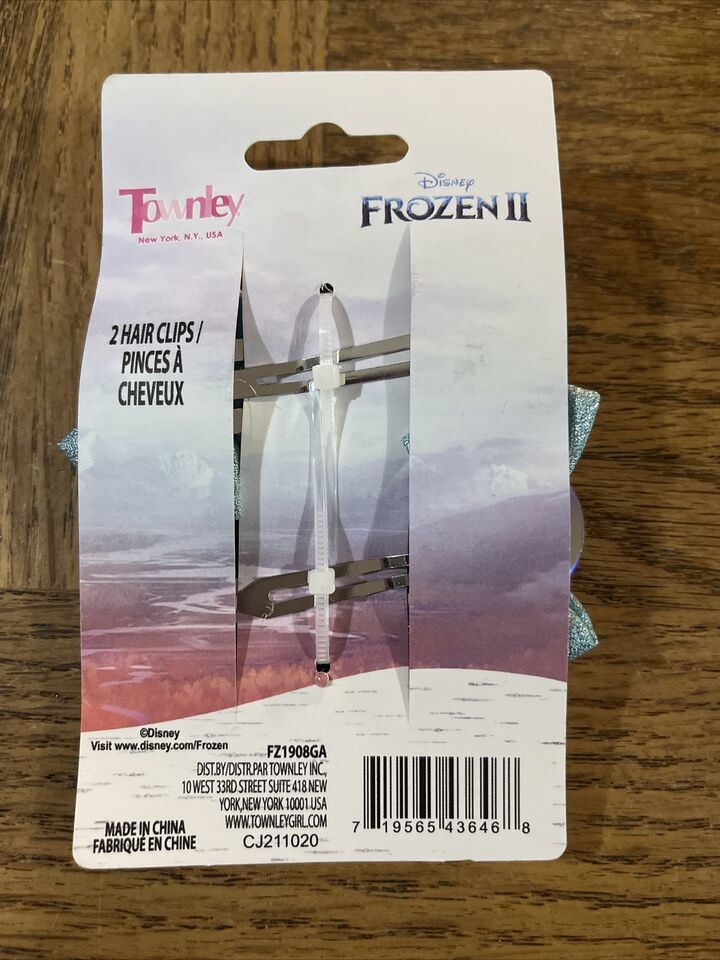 Townley
New York, N.Y., USA
Disney
FROZEN II
2 HAIR CLIPS /
PINCES À
CHEVEUX
©Disney
Visit www.disney.com/Frozen
FZ1908GA
DIST.BY/DISTR.PAR TOWNLEY INC,
10 WEST 33RD STREET SUITE 418 NEW
YORK,NEW YORK 10001.USA
WWW.TOWNLEYGIRL.COM
CJ211020
MADE IN CHINA
FABRIQUÉ EN CHINE
7 19565 43646 8